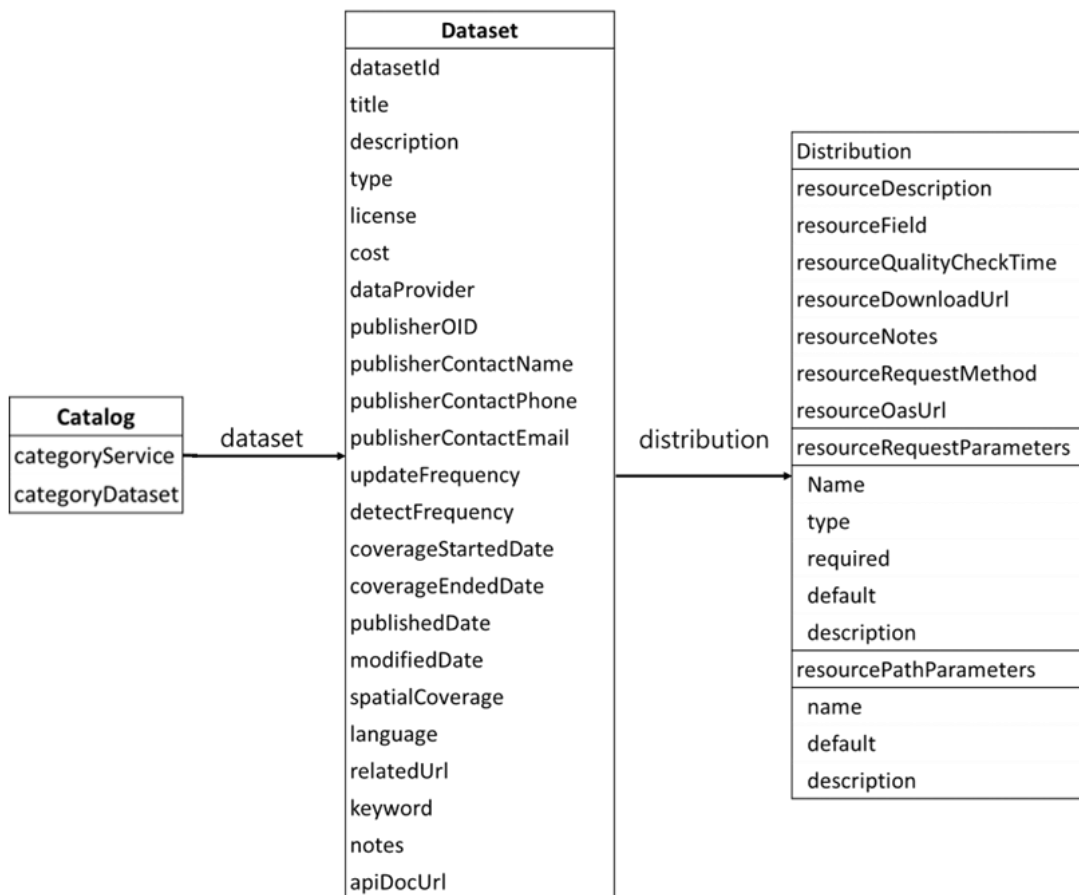 Catalog
categoryService
categoryDataset
dataset
Dataset
datasetId
title
description
type
license
cost
dataProvider
publisherOID
publisherContactName
publisherContactPhone
publisherContactEmail
updateFrequency
detectFrequency
coverageStartedDate
coverageEndedDate
publishedDate
modifiedDate
spatialCoverage
language
relatedUrl
keyword
notes
apiDocUrl
distribution
Distribution
resourceDescription
resourceField
resourceQualityCheckTime
resourceDownloadUrl
resourceNotes
resourceRequestMethod
resourceOasUrl
resourceRequestParameters
Name
type
required
default
description
resourcePathParameters
name
default
description